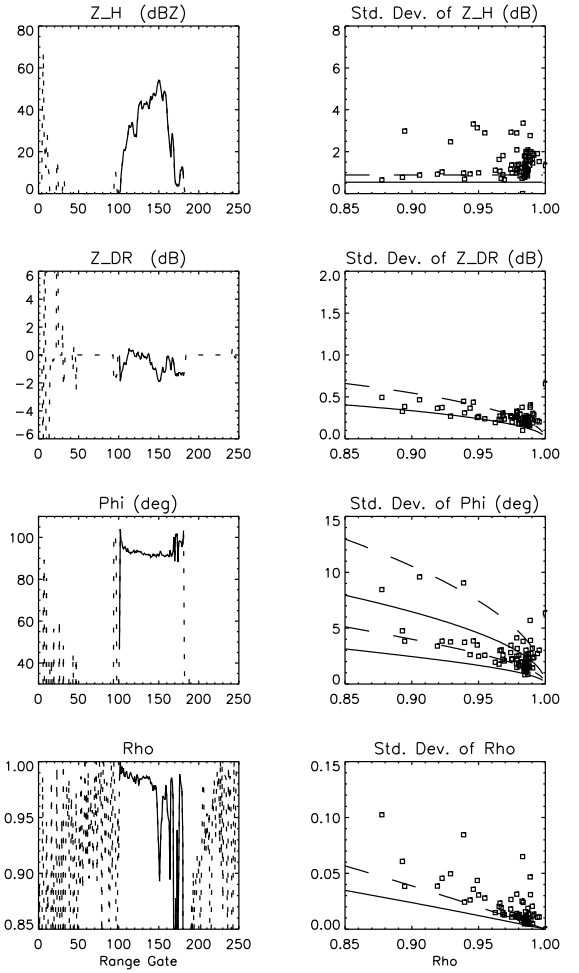 Z_H (dBZ)
80
60
40
20
0
0 50 100 150 200 250
Std. Dev. of Z_H (dB)
8
6
4
2
0
0.85 0.90 0.95 1.00
Z_DR (dB)
6
4
2
0
−2
−4
−6
0 50 100 150 200 250
Std. Dev. of Z_DR (dB)
2.0
1.5
1.0
0.5
0.0
0.85 0.90 0.95 1.00
Phi (deg)
100
80
60
40
0 50 100 150 200 250
Std. Dev. of Phi (deg)
15
10
5
0
0.85 0.90 0.95 1.00
Rho
1.00
0.95
0.90
0.85
0 50 100 150 200 250
Range Gate
Std. Dev. of Rho
0.15
0.10
0.05
0.00
0.85 0.90 0.95 1.00
Rho